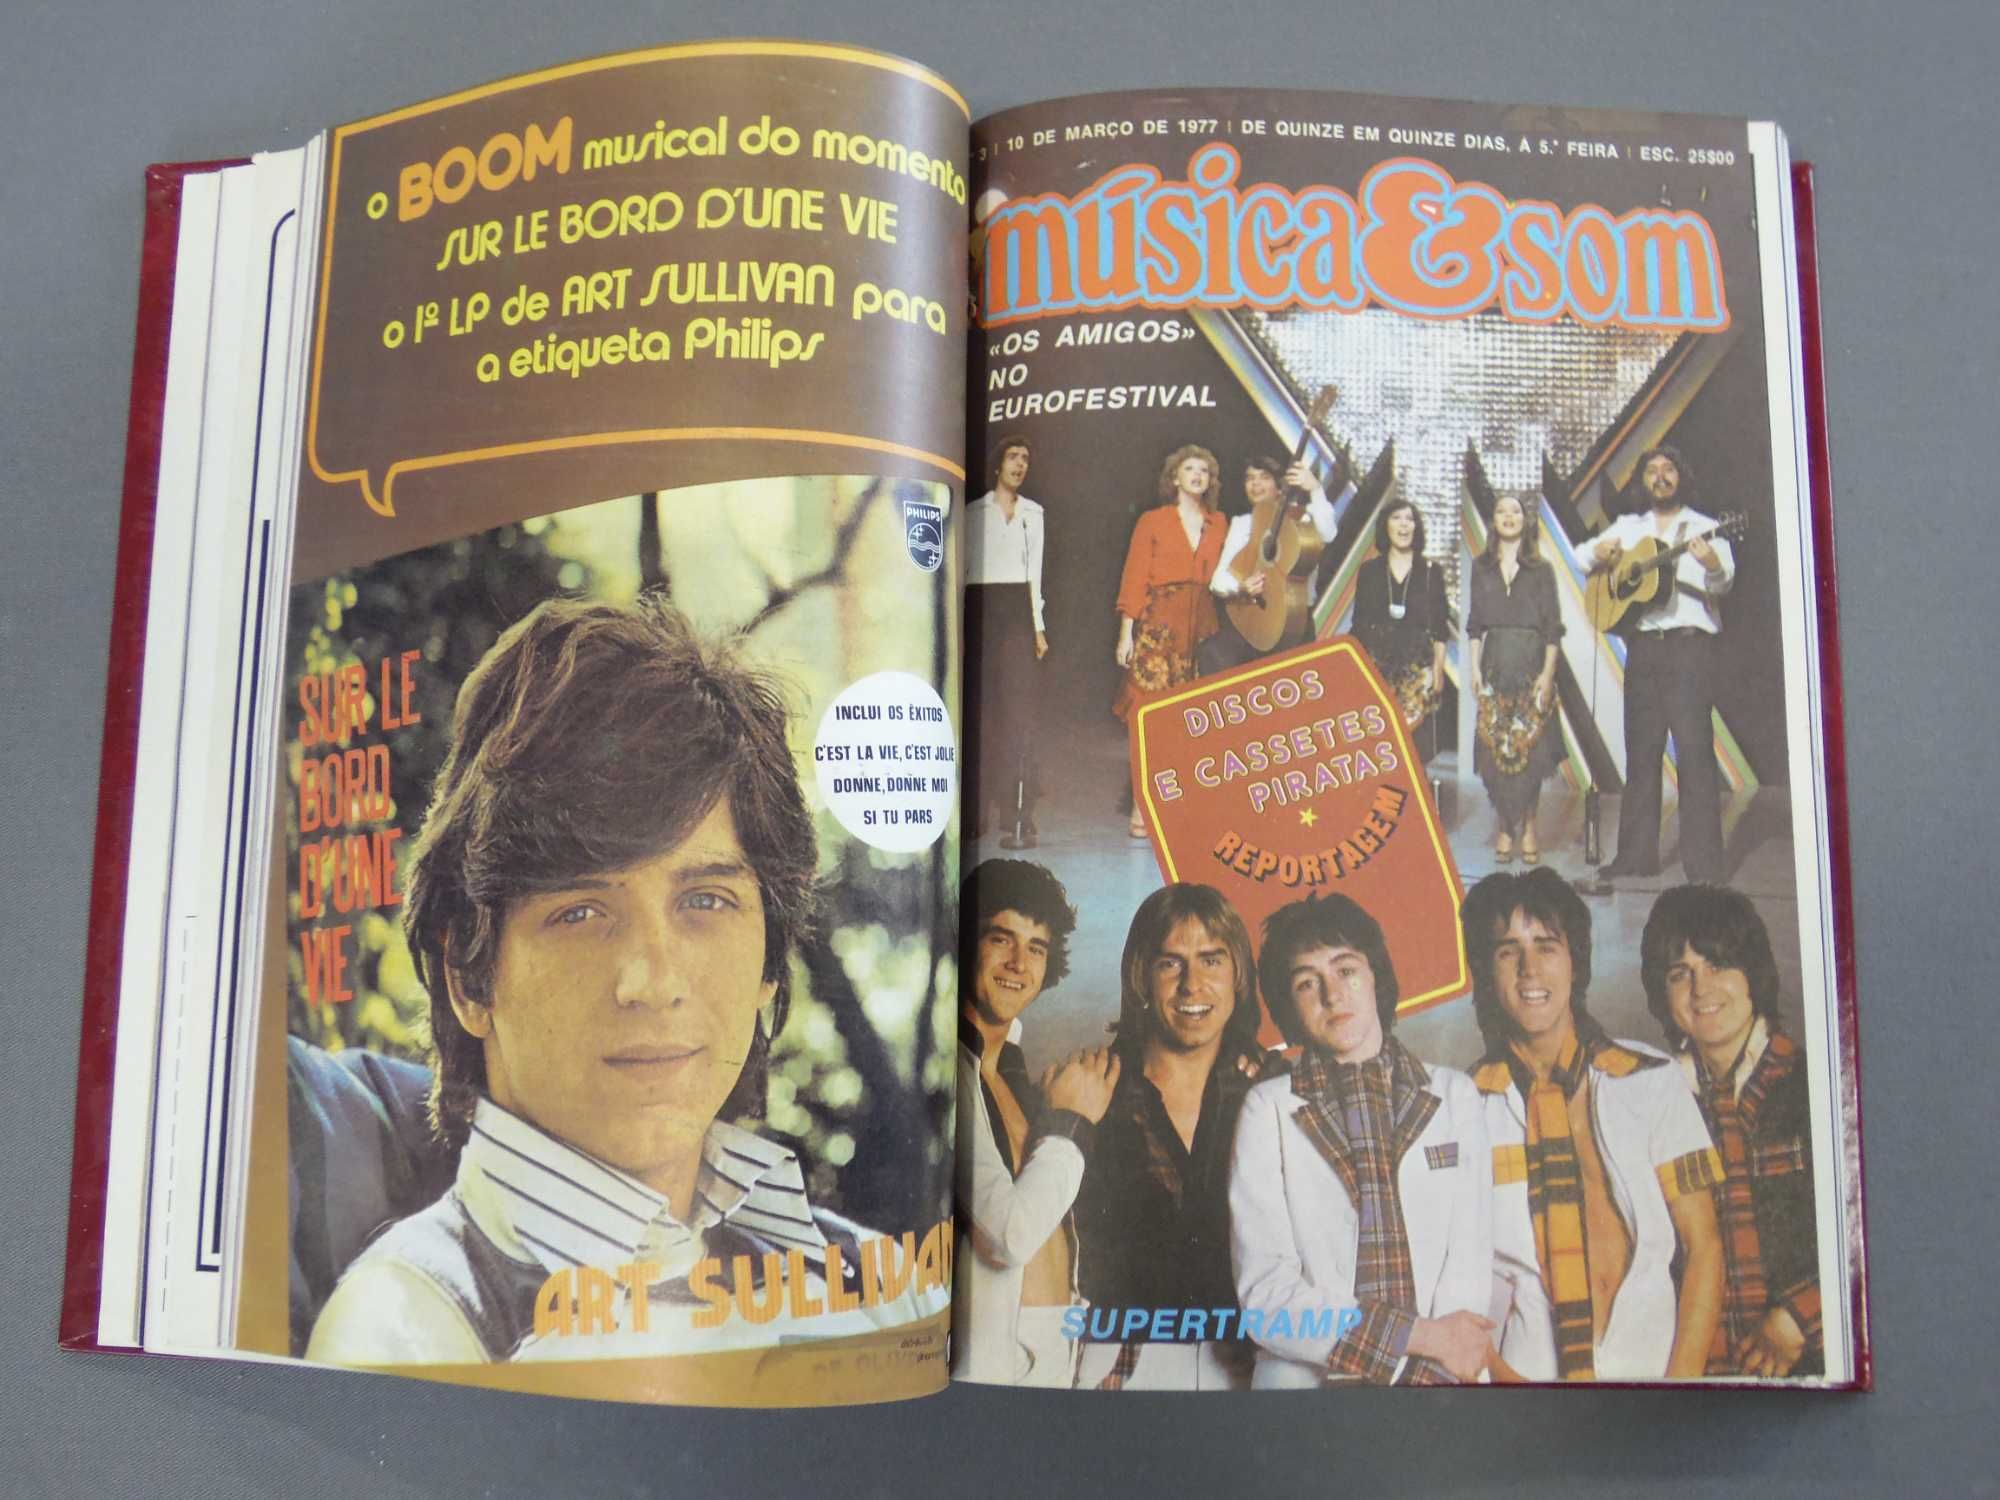 o BOOM musical do momento
SUR LE BORD D'UNE VIE
o 1º LP de ART SULLIVAN para
a etiqueta Philips
PHILIPS
SUR LE
BORD
D'UNE
VIE
INCLUI OS ÊXITOS
C'EST LA VIE, C'EST JOLIE
DONNE, DONNE MOI
SI TU PARS
ART SULLIVAN
3 | 10 DE MARÇO DE 1977 | DE QUINZE EM QUINZE DIAS, À 5.ª FEIRA | ESC. 25$00
música & som
«OS AMIGOS»
NO
EUROFESTIVAL
DISCOS
E CASSETES
PIRATAS
REPORTAGEM
SUPERTRAMP